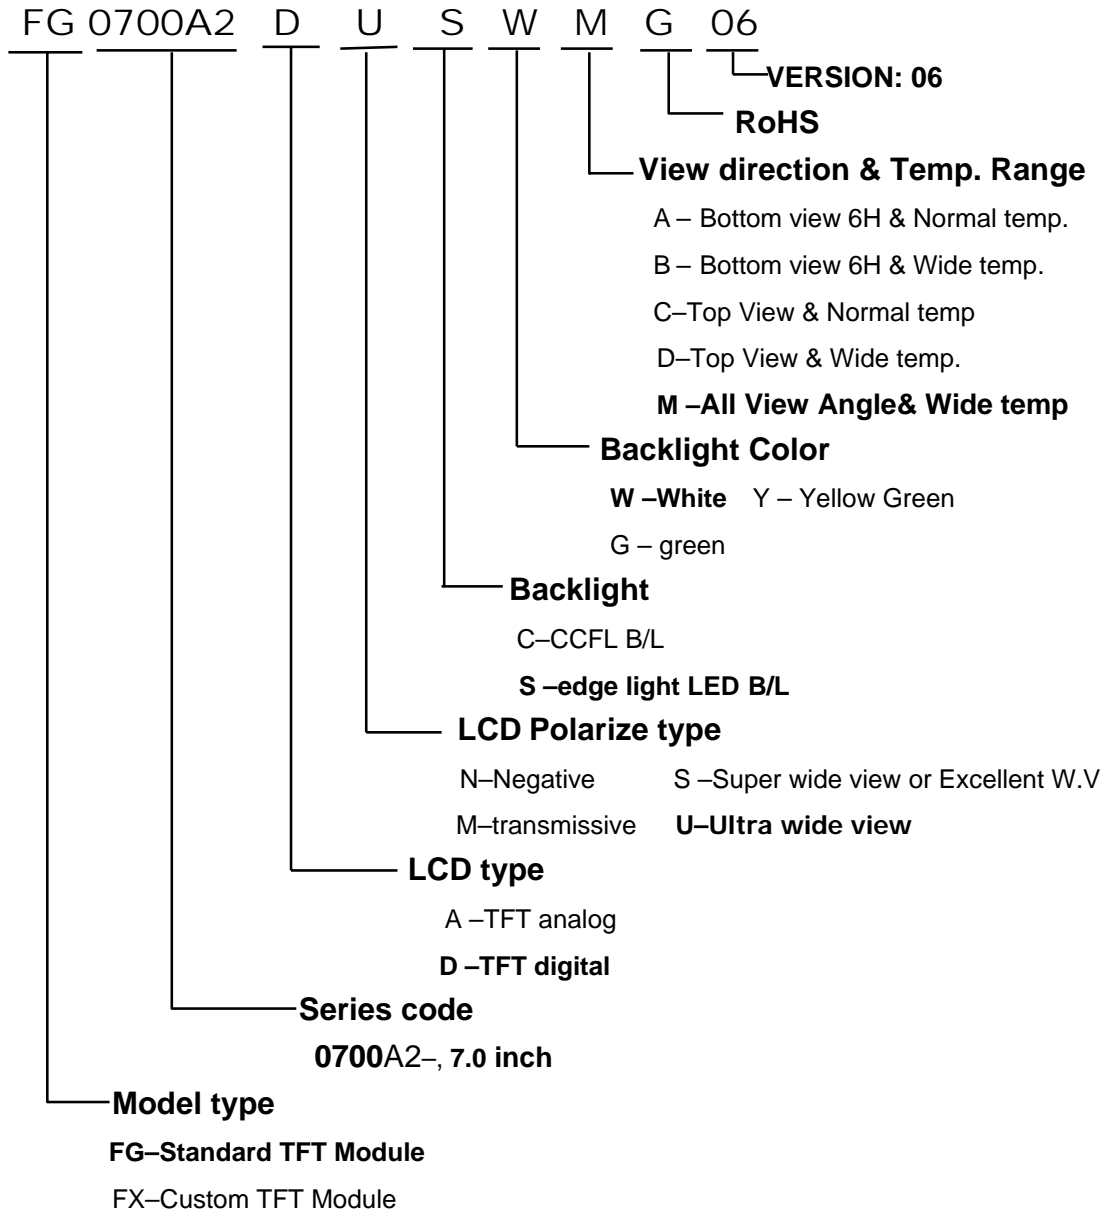 FG 0700A2 D U S W M G 06
VERSION: 06
RoHS
View direction & Temp. Range
A – Bottom view 6H & Normal temp.
B – Bottom view 6H & Wide temp.
C–Top View & Normal temp
D–Top View & Wide temp.
M –All View Angle& Wide temp
Backlight Color
W –White Y – Yellow Green
G – green
Backlight
C–CCFL B/L
S –edge light LED B/L
LCD Polarize type
N–Negative S –Super wide view or Excellent W.V
M–transmissive U–Ultra wide view
LCD type
A –TFT analog
D –TFT digital
Series code
0700A2–, 7.0 inch
Model type
FG–Standard TFT Module
FX–Custom TFT Module